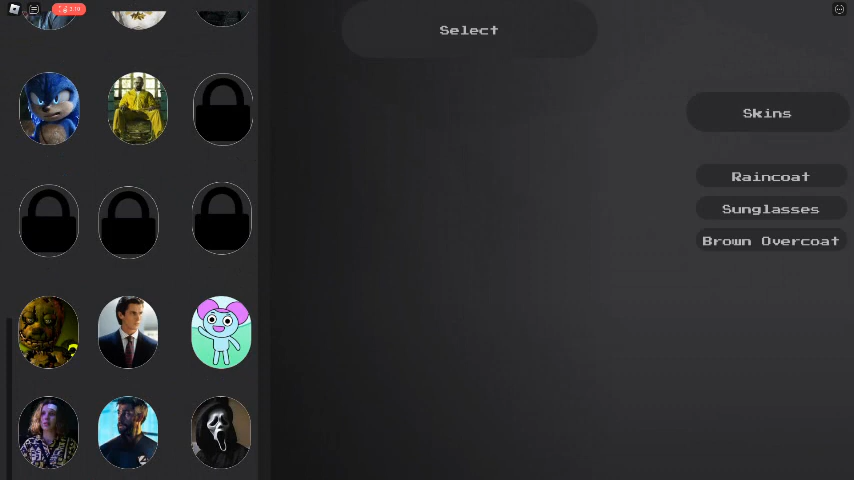 Select
Skins
Raincoat
Sunglasses
Brown Overcoat